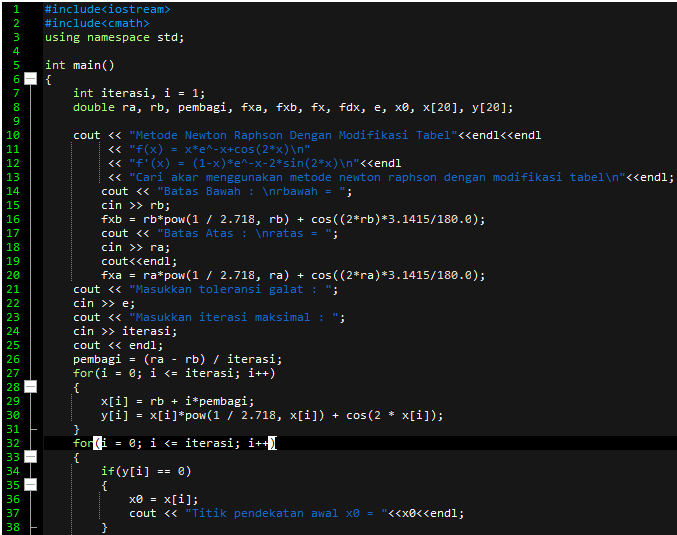 1 #include<iostream>
2 #include<cmath>
3 using namespace std;
4
5 int main()
6 {
7 int iterasi, i = 1;
8 double ra, rb, pembagi, fxa, fxb, fx, fdx, e, x0, x[20], y[20];
9
10 cout << "Metode Newton Raphson Dengan Modifikasi Tabel"<<endl<<endl
11 << "f(x) = x*e^-x+cos(2*x)\n"
12 << "f'(x) = (1-x)*e^-x-2*sin(2*x)\n"<<endl
13 << "Cari akar menggunakan metode newton raphson dengan modifikasi tabel\n"<<endl;
14 cout << "Batas Bawah : \nrbawah = ";
15 cin >> rb;
16 fxb = rb*pow(1 / 2.718, rb) + cos((2*rb)*3.1415/180.0);
17 cout << "Batas Atas : \nratas = ";
18 cin >> ra;
19 cout<<endl;
20 fxa = ra*pow(1 / 2.718, ra) + cos((2*ra)*3.1415/180.0);
21 cout << "Masukkan toleransi galat : ";
22 cin >> e;
23 cout << "Masukkan iterasi maksimal : ";
24 cin >> iterasi;
25 cout << endl;
26 pembagi = (ra - rb) / iterasi;
27 for(i = 0; i <= iterasi; i++)
28 {
29 x[i] = rb + i*pembagi;
30 y[i] = x[i]*pow(1 / 2.718, x[i]) + cos(2 * x[i]);
31 }
32 for(i = 0; i <= iterasi; i++)
33 {
34 if(y[i] == 0)
35 {
36 x0 = x[i];
37 cout << "Titik pendekatan awal x0 = "<<x0<<endl;
38 }